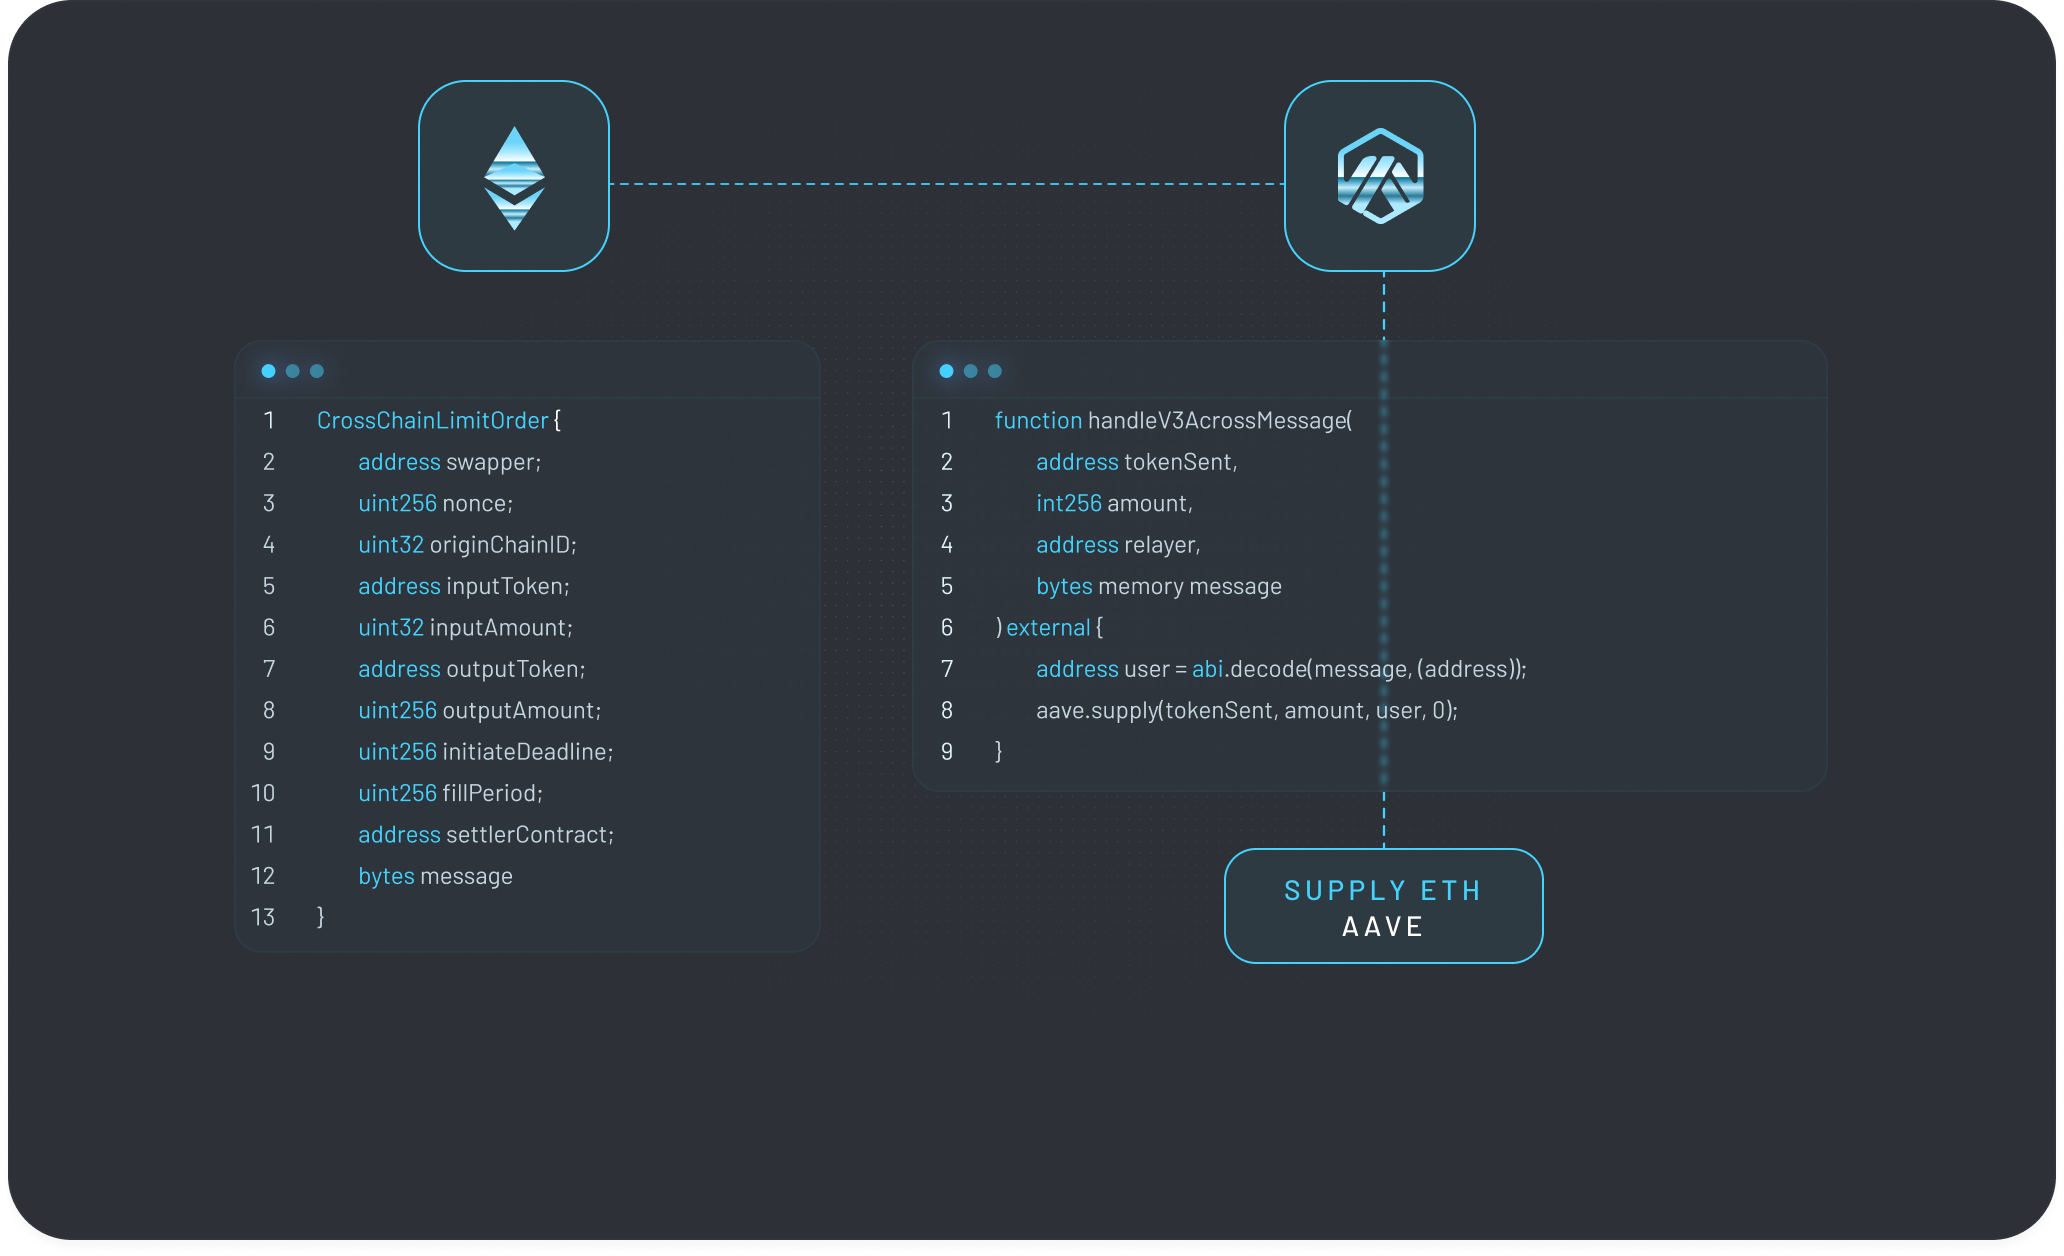 1 CrossChainLimitOrder {
2 address swapper;
3 uint256 nonce;
4 uint32 originChainID;
5 address inputToken;
6 uint32 inputAmount;
7 address outputToken;
8 uint256 outputAmount;
9 uint256 initiateDeadline;
10 uint256 fillPeriod;
11 address settlerContract;
12 bytes message
13 }
1 function handleV3AcrossMessage(
2 address tokenSent,
3 int256 amount,
4 address relayer,
5 bytes memory message
6 ) external {
7 address user = abi.decode(message, (address));
8 aave.supply(tokenSent, amount, user, 0);
9 }
SUPPLY ETH
AAVE